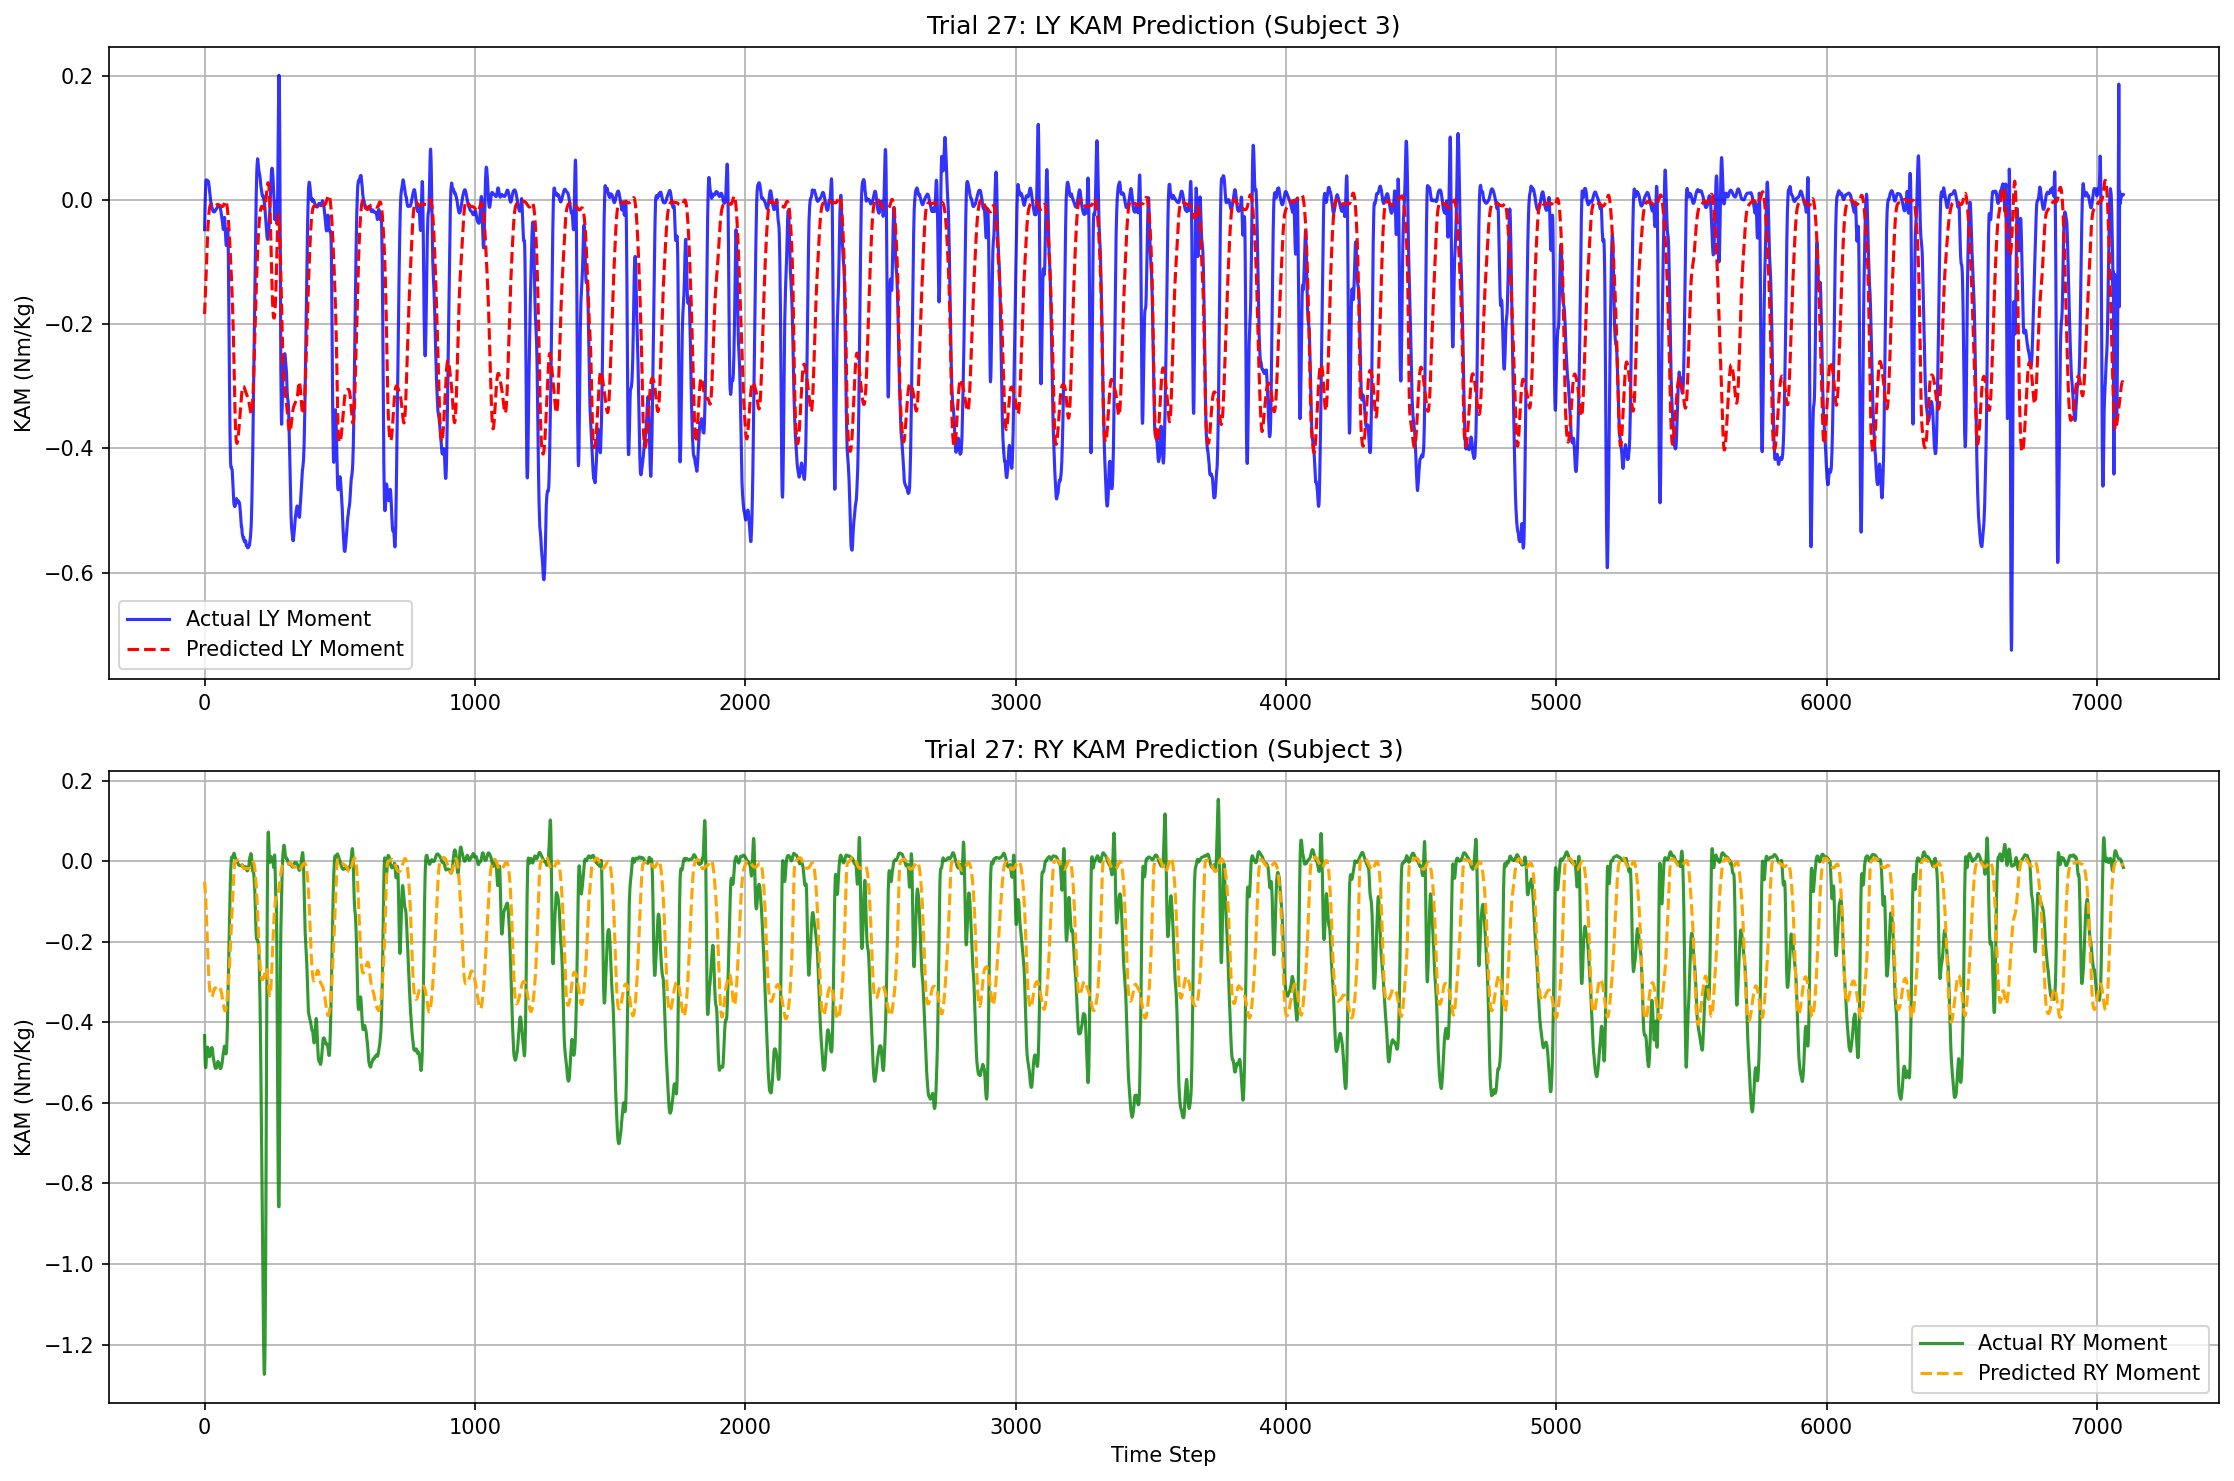 Trial 27: LY KAM Prediction (Subject 3)
KAM (Nm/Kg)
0.2
0.0
−0.2
−0.4
−0.6
Actual LY Moment
Predicted LY Moment
0 1000 2000 3000 4000 5000 6000 7000
Trial 27: RY KAM Prediction (Subject 3)
KAM (Nm/Kg)
0.2
0.0
−0.2
−0.4
−0.6
−0.8
−1.0
−1.2
Actual RY Moment
Predicted RY Moment
0 1000 2000 3000 4000 5000 6000 7000
Time Step